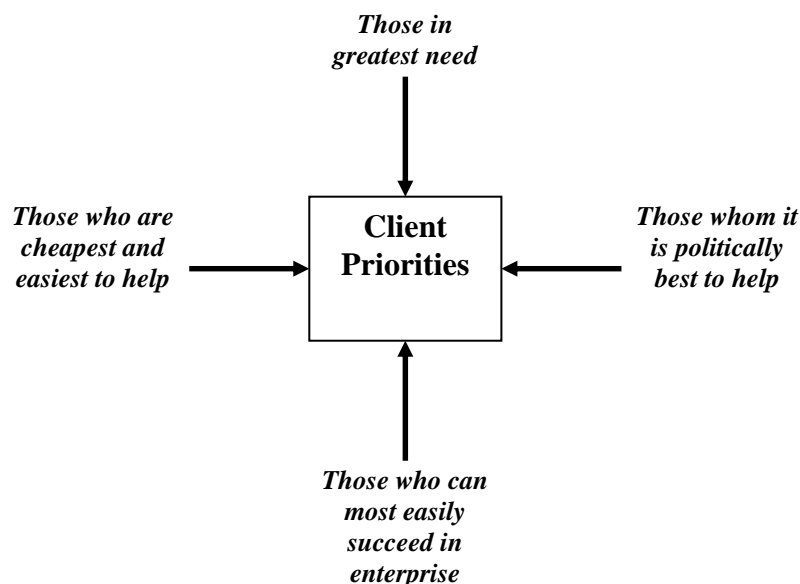 Those in
greatest need
Those who are
cheapest and
easiest to help
Client
Priorities
Those whom it
is politically
best to help
Those who can
most easily
succeed in
enterprise